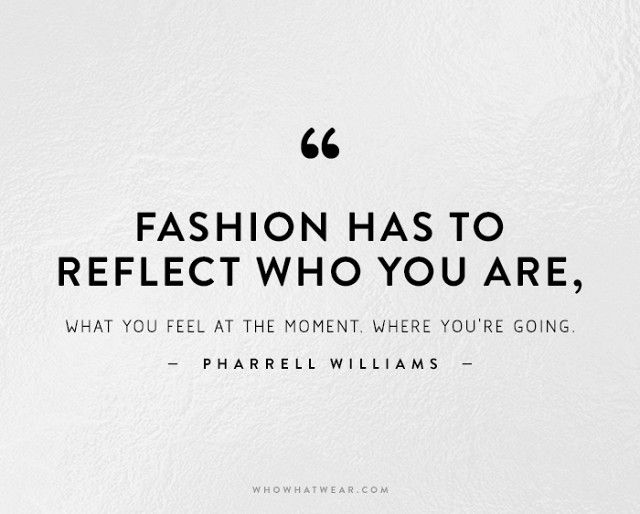 “
FASHION HAS TO
REFLECT WHO YOU ARE,
WHAT YOU FEEL AT THE MOMENT. WHERE YOU'RE GOING.
– PHARRELL WILLIAMS –
WHOWHATWEAR.COM